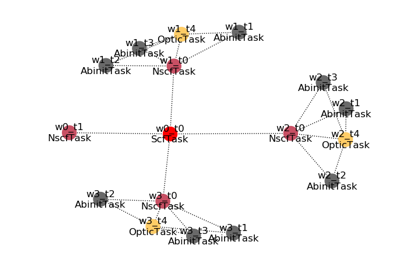 w1_t4
OpticTask
w1_t1
AbinitTask
w1_t3
AbinitTask
w1_t2
AbinitTask
w1_t0
NscfTask
w2_t3
AbinitTask
w2_t1
AbinitTask
w0_t1
NscfTask
w0_t0
ScfTask
w2_t0
NscfTask
w2_t4
OpticTask
w2_t2
AbinitTask
w3_t2
AbinitTask
w3_t0
NscfTask
w3_t4
OpticTask
w3_t3
AbinitTask
w3_t1
AbinitTask